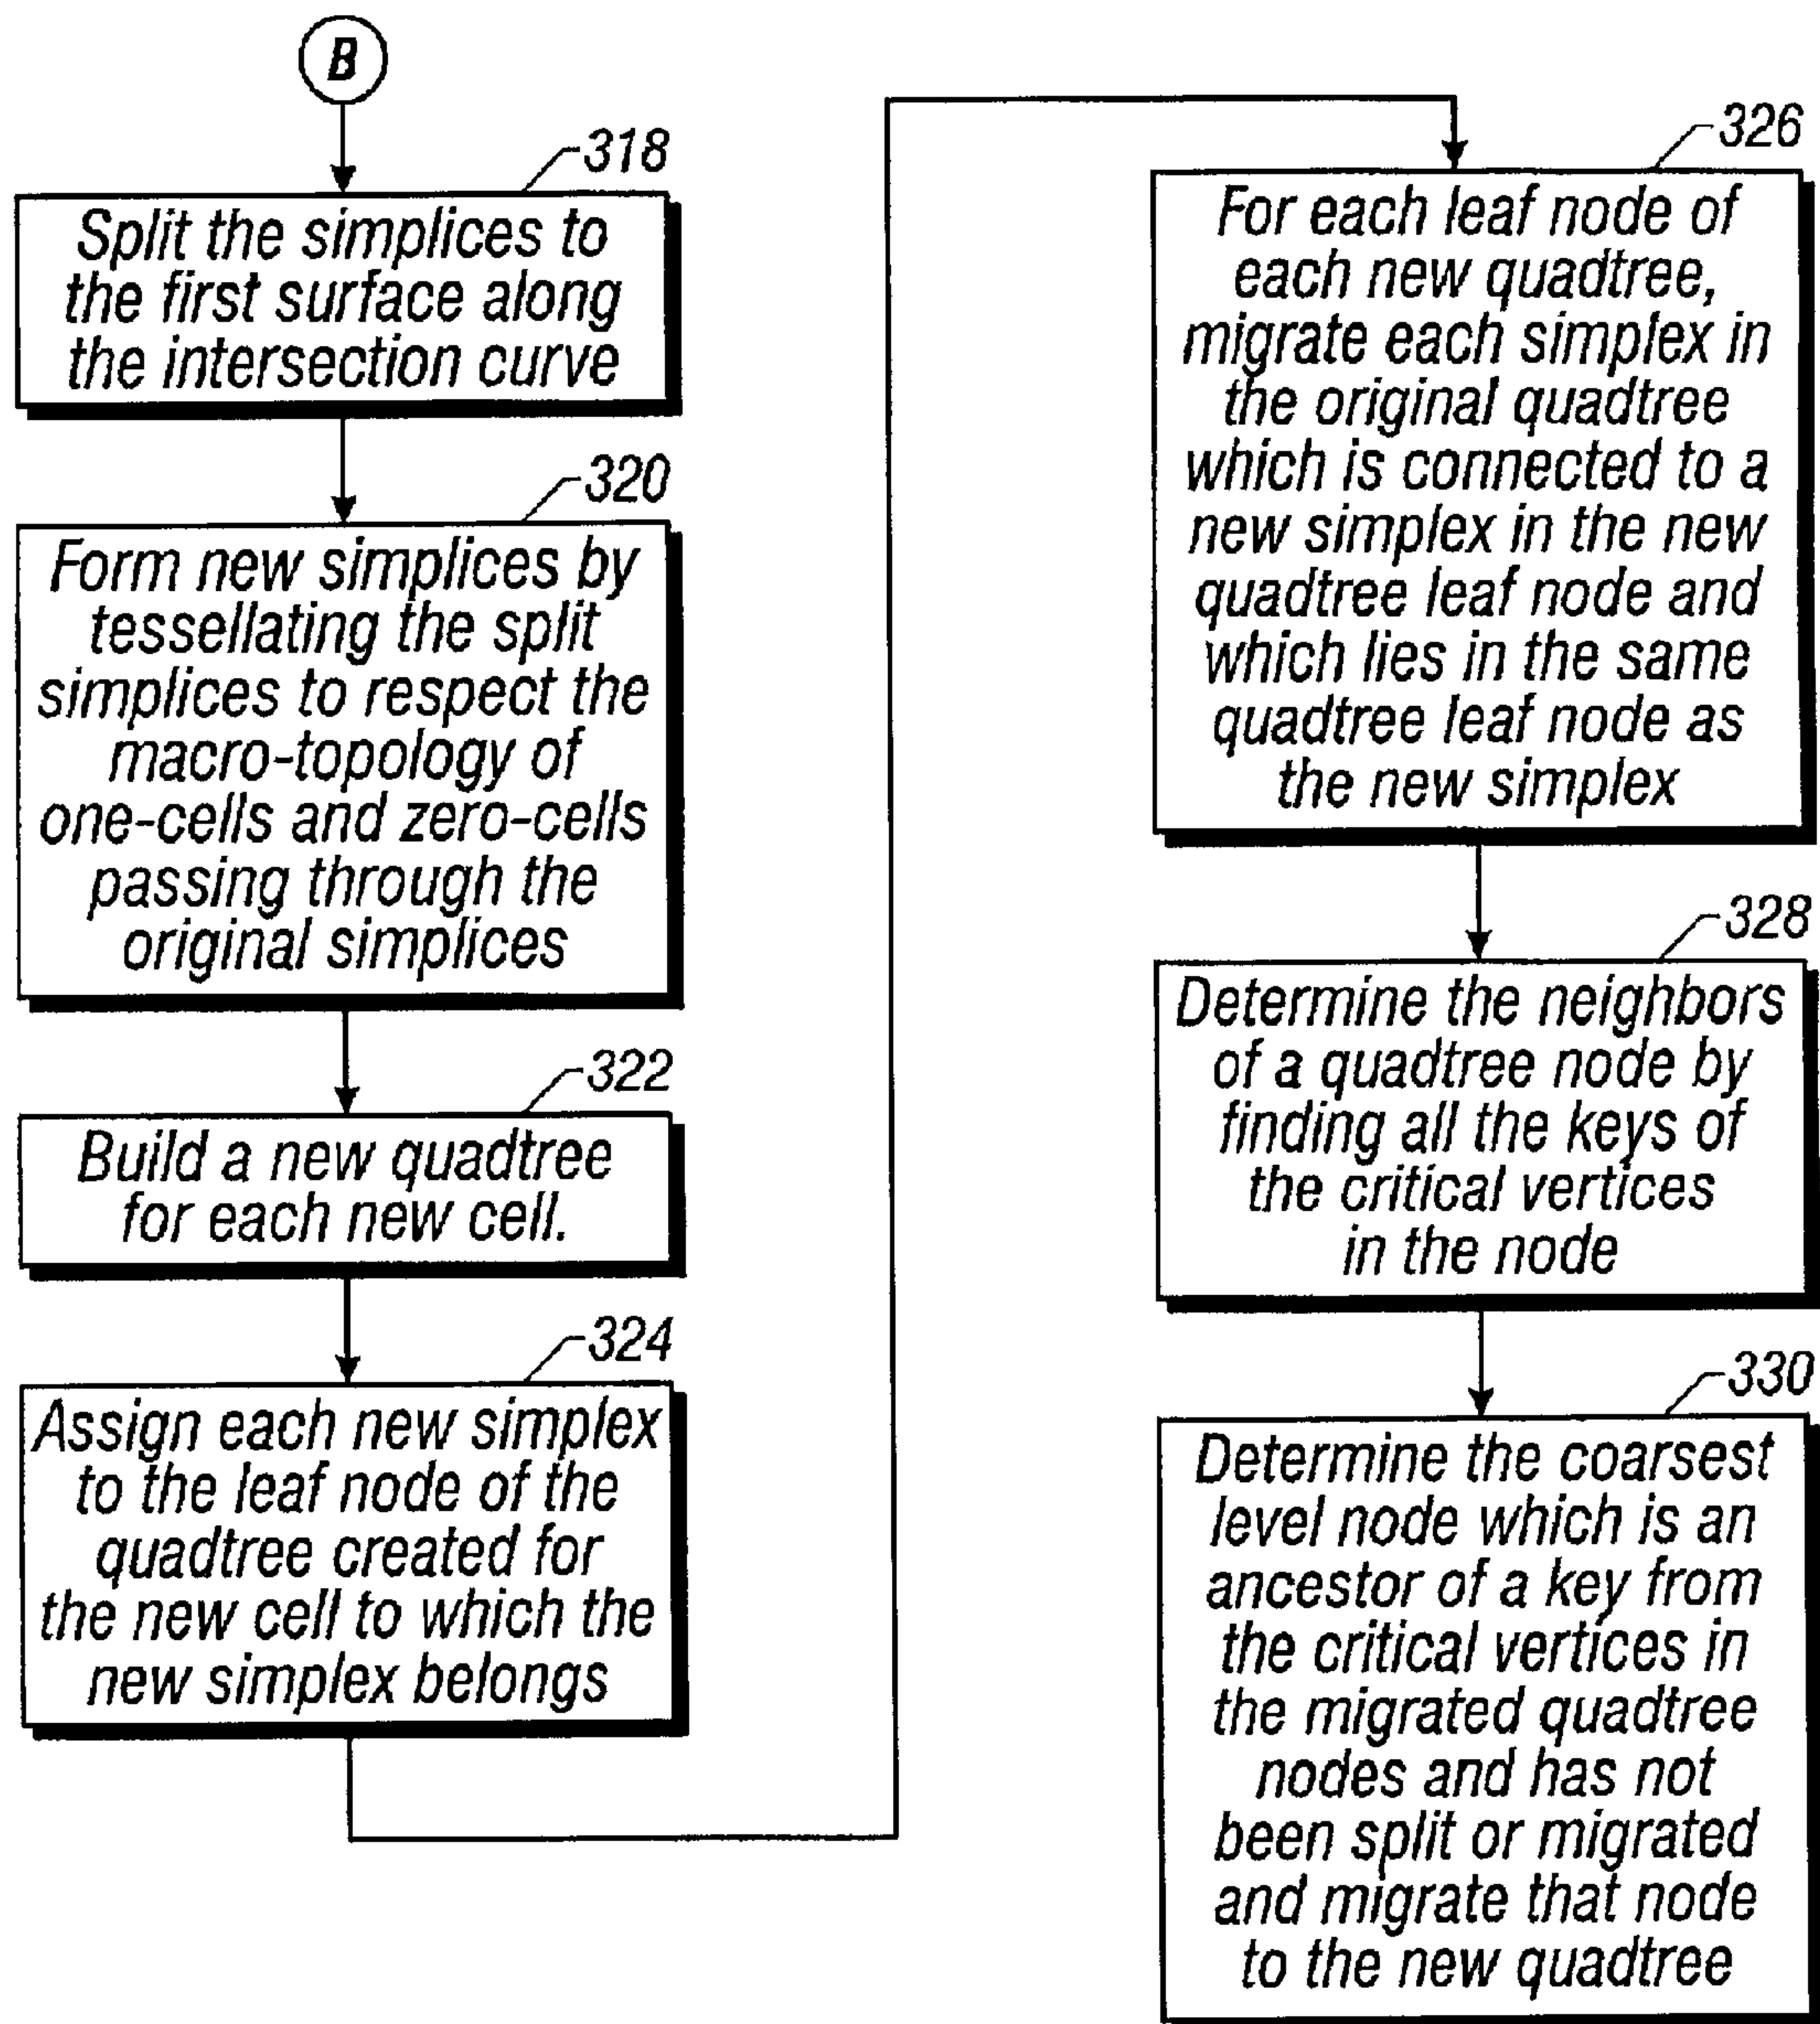 B
318
Split the simplices to
the first surface along
the intersection curve
320
Form new simplices by
tessellating the split
simplices to respect the
macro-topology of
one-cells and zero-cells
passing through the
original simplices
322
Build a new quadtree
for each new cell.
324
Assign each new simplex
to the leaf node of the
quadtree created for
the new cell to which the
new simplex belongs
326
For each leaf node of
each new quadtree,
migrate each simplex in
the original quadtree
which is connected to a
new simplex in the new
quadtree leaf node and
which lies in the same
quadtree leaf node as
the new simplex
328
Determine the neighbors
of a quadtree node by
finding all the keys of
the critical vertices
in the node
330
Determine the coarsest
level node which is an
ancestor of a key from
the critical vertices in
the migrated quadtree
nodes and has not
been split or migrated
and migrate that node
to the new quadtree